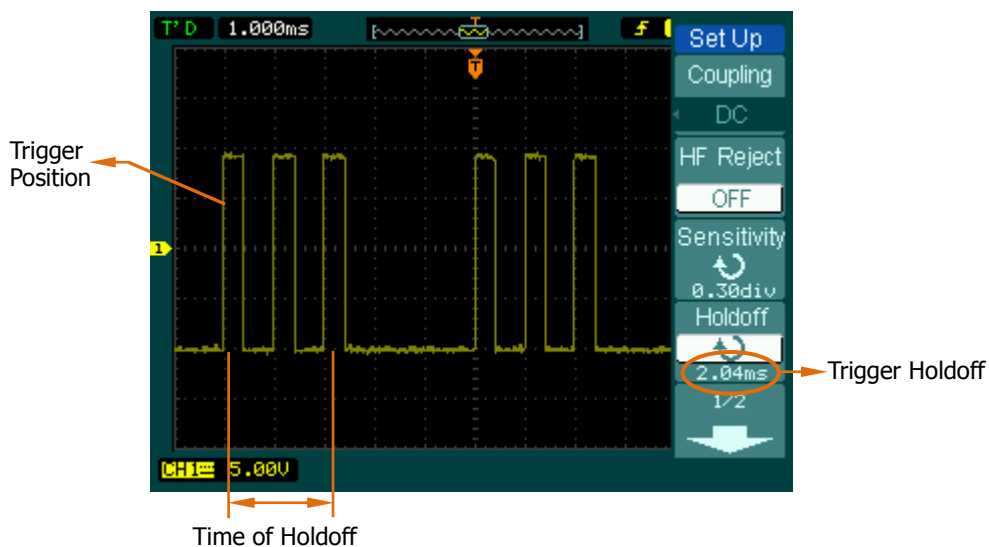 T’D 1.000ms
T
Set Up
Coupling
DC
T
HF Reject
OFF
Trigger
Position
1
Sensitivity
0.30div
Holdoff
2.04ms
Trigger Holdoff
1/2
CH1 5.00V
Time of Holdoff